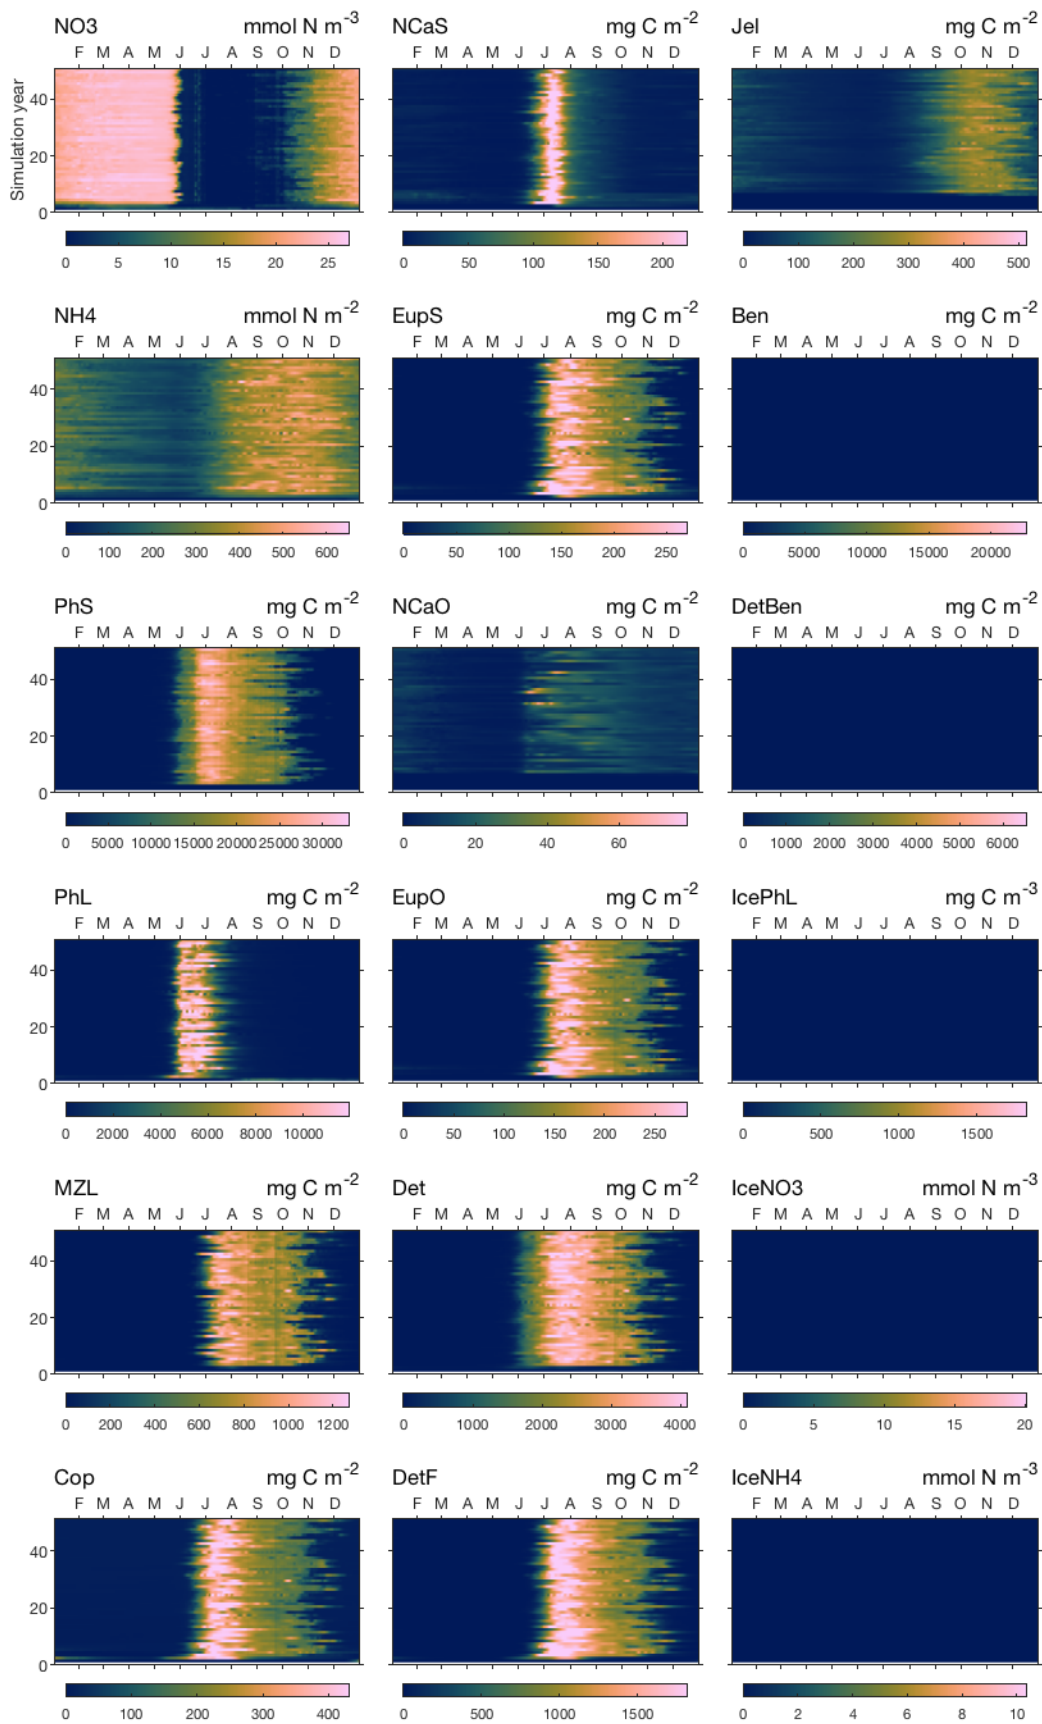 NO3 mmol N m-3
F M A M J J A S O N D
Simulation year
40
20
0
0 5 10 15 20 25
NCaS mg C m-2
F M A M J J A S O N D
0 50 100 150 200
Jel mg C m-2
F M A M J J A S O N D
0 100 200 300 400 500
NH4 mmol N m-2
F M A M J J A S O N D
40
20
0
0 100 200 300 400 500 600
EupS mg C m-2
F M A M J J A S O N D
0 50 100 150 200 250
Ben mg C m-2
F M A M J J A S O N D
0 5000 10000 15000 20000
PhS mg C m-2
F M A M J J A S O N D
40
20
0
0 5000 10000 15000 20000 25000 30000
NCaO mg C m-2
F M A M J J A S O N D
0 20 40 60
DetBen mg C m-2
F M A M J J A S O N D
0 1000 2000 3000 4000 5000 6000
PhL mg C m-2
F M A M J J A S O N D
40
20
0
0 2000 4000 6000 8000 10000
EupO mg C m-2
F M A M J J A S O N D
0 50 100 150 200 250
IcePhL mg C m-3
F M A M J J A S O N D
0 500 1000 1500
MZL mg C m-2
F M A M J J A S O N D
40
20
0
0 200 400 600 800 1000 1200
Det mg C m-2
F M A M J J A S O N D
0 1000 2000 3000 4000
IceNO3 mmol N m-3
F M A M J J A S O N D
5 10 15 20
Cop mg C m-2
F M A M J J A S O N D
40
20
0
0 100 200 300 400
DetF mg C m-2
F M A M J J A S O N D
0 500 1000 1500
IceNH4 mmol N m-3
F M A M J J A S O N D
0 2 4 6 8 10